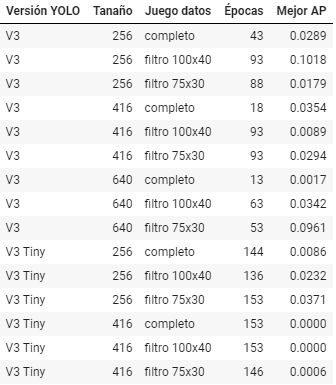 Versión YOLO Tanaño Juego datos Épocas Mejor AP
V3 256 completo 43 0.0289
V3 256 filtro 100x40 93 0.1018
V3 256 filtro 75x30 88 0.0179
V3 416 completo 18 0.0354
V3 416 filtro 100x40 93 0.0089
V3 416 filtro 75x30 93 0.0294
V3 640 completo 13 0.0017
V3 640 filtro 100x40 63 0.0342
V3 640 filtro 75x30 53 0.0961
V3 Tiny 256 completo 144 0.0086
V3 Tiny 256 filtro 100x40 136 0.0232
V3 Tiny 256 filtro 75x30 153 0.0371
V3 Tiny 416 completo 153 0.0000
V3 Tiny 416 filtro 100x40 153 0.0000
V3 Tiny 416 filtro 75x30 146 0.0006